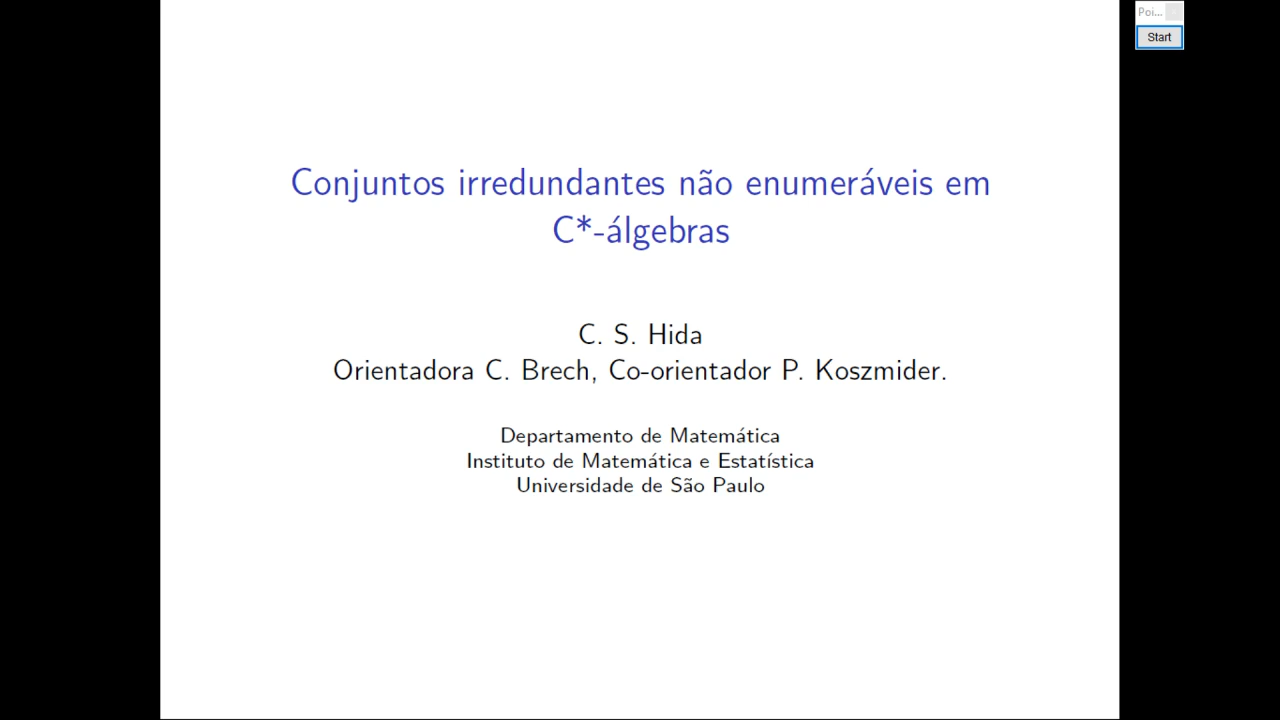 Poi...
Start
Conjuntos irredundantes não enumeráveis em
C*-álgebras
C. S. Hida
Orientadora C. Brech, Co-orientador P. Koszmider.
Departamento de Matemática
Instituto de Matemática e Estatística
Universidade de São Paulo